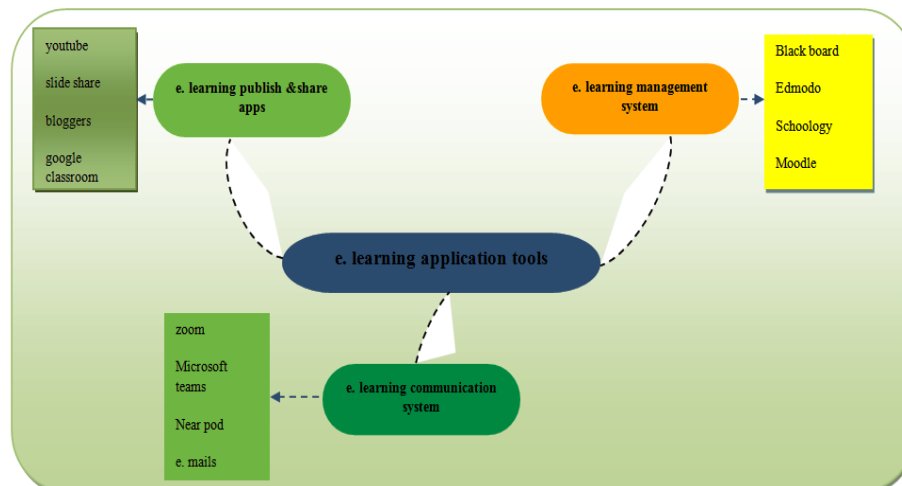 youtube
slide share
bloggers
google
classroom
e. learning publish &share
apps
e. learning management
system
Black board
Edmodo
Schoology
Moodle
e. learning application tools
zoom
Microsoft
teams
Near pod
e. mails
e. learning communication
system